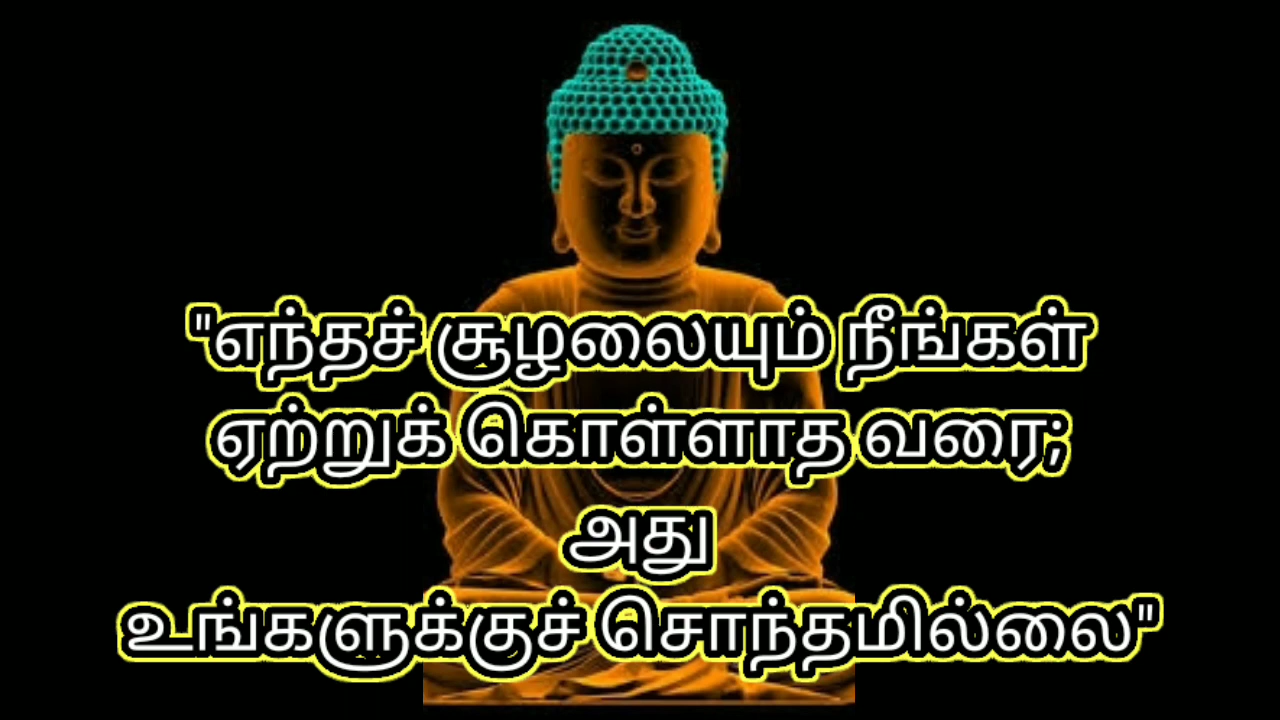 "எந்தச் சூழலையும் நீங்கள்
ஏற்றுக் கொள்ளாத வரை;
அது
உங்களுக்குச் சொந்தமில்லை"